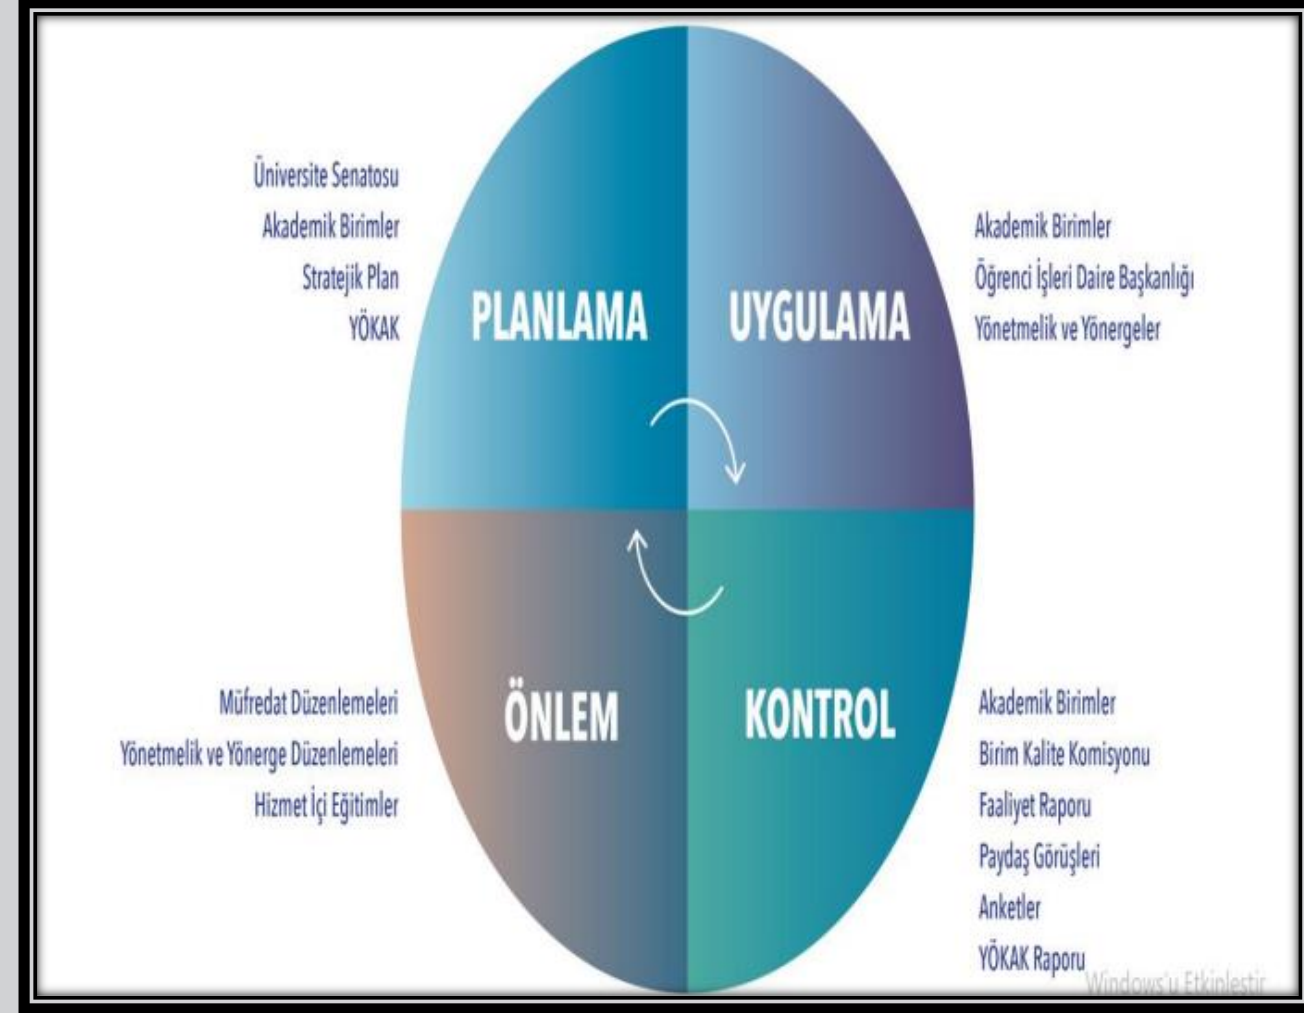 Üniversite Senatosu
Akademik Birimler
Stratejik Plan
YÖKAK
PLANLAMA
UYGULAMA
Akademik Birimler
Öğrenci İşleri Daire Başkanlığı
Yönetmelik ve Yönergeler
Müfredat Düzenlemeleri
Yönetmelik ve Yönerge Düzenlemeleri
Hizmet İçi Eğitimler
ÖNLEM
KONTROL
Akademik Birimler
Birim Kalite Komisyonu
Faaliyet Raporu
Paydaş Görüşleri
Anketler
YÖKAK Raporu
Windows'u Etkinleştir